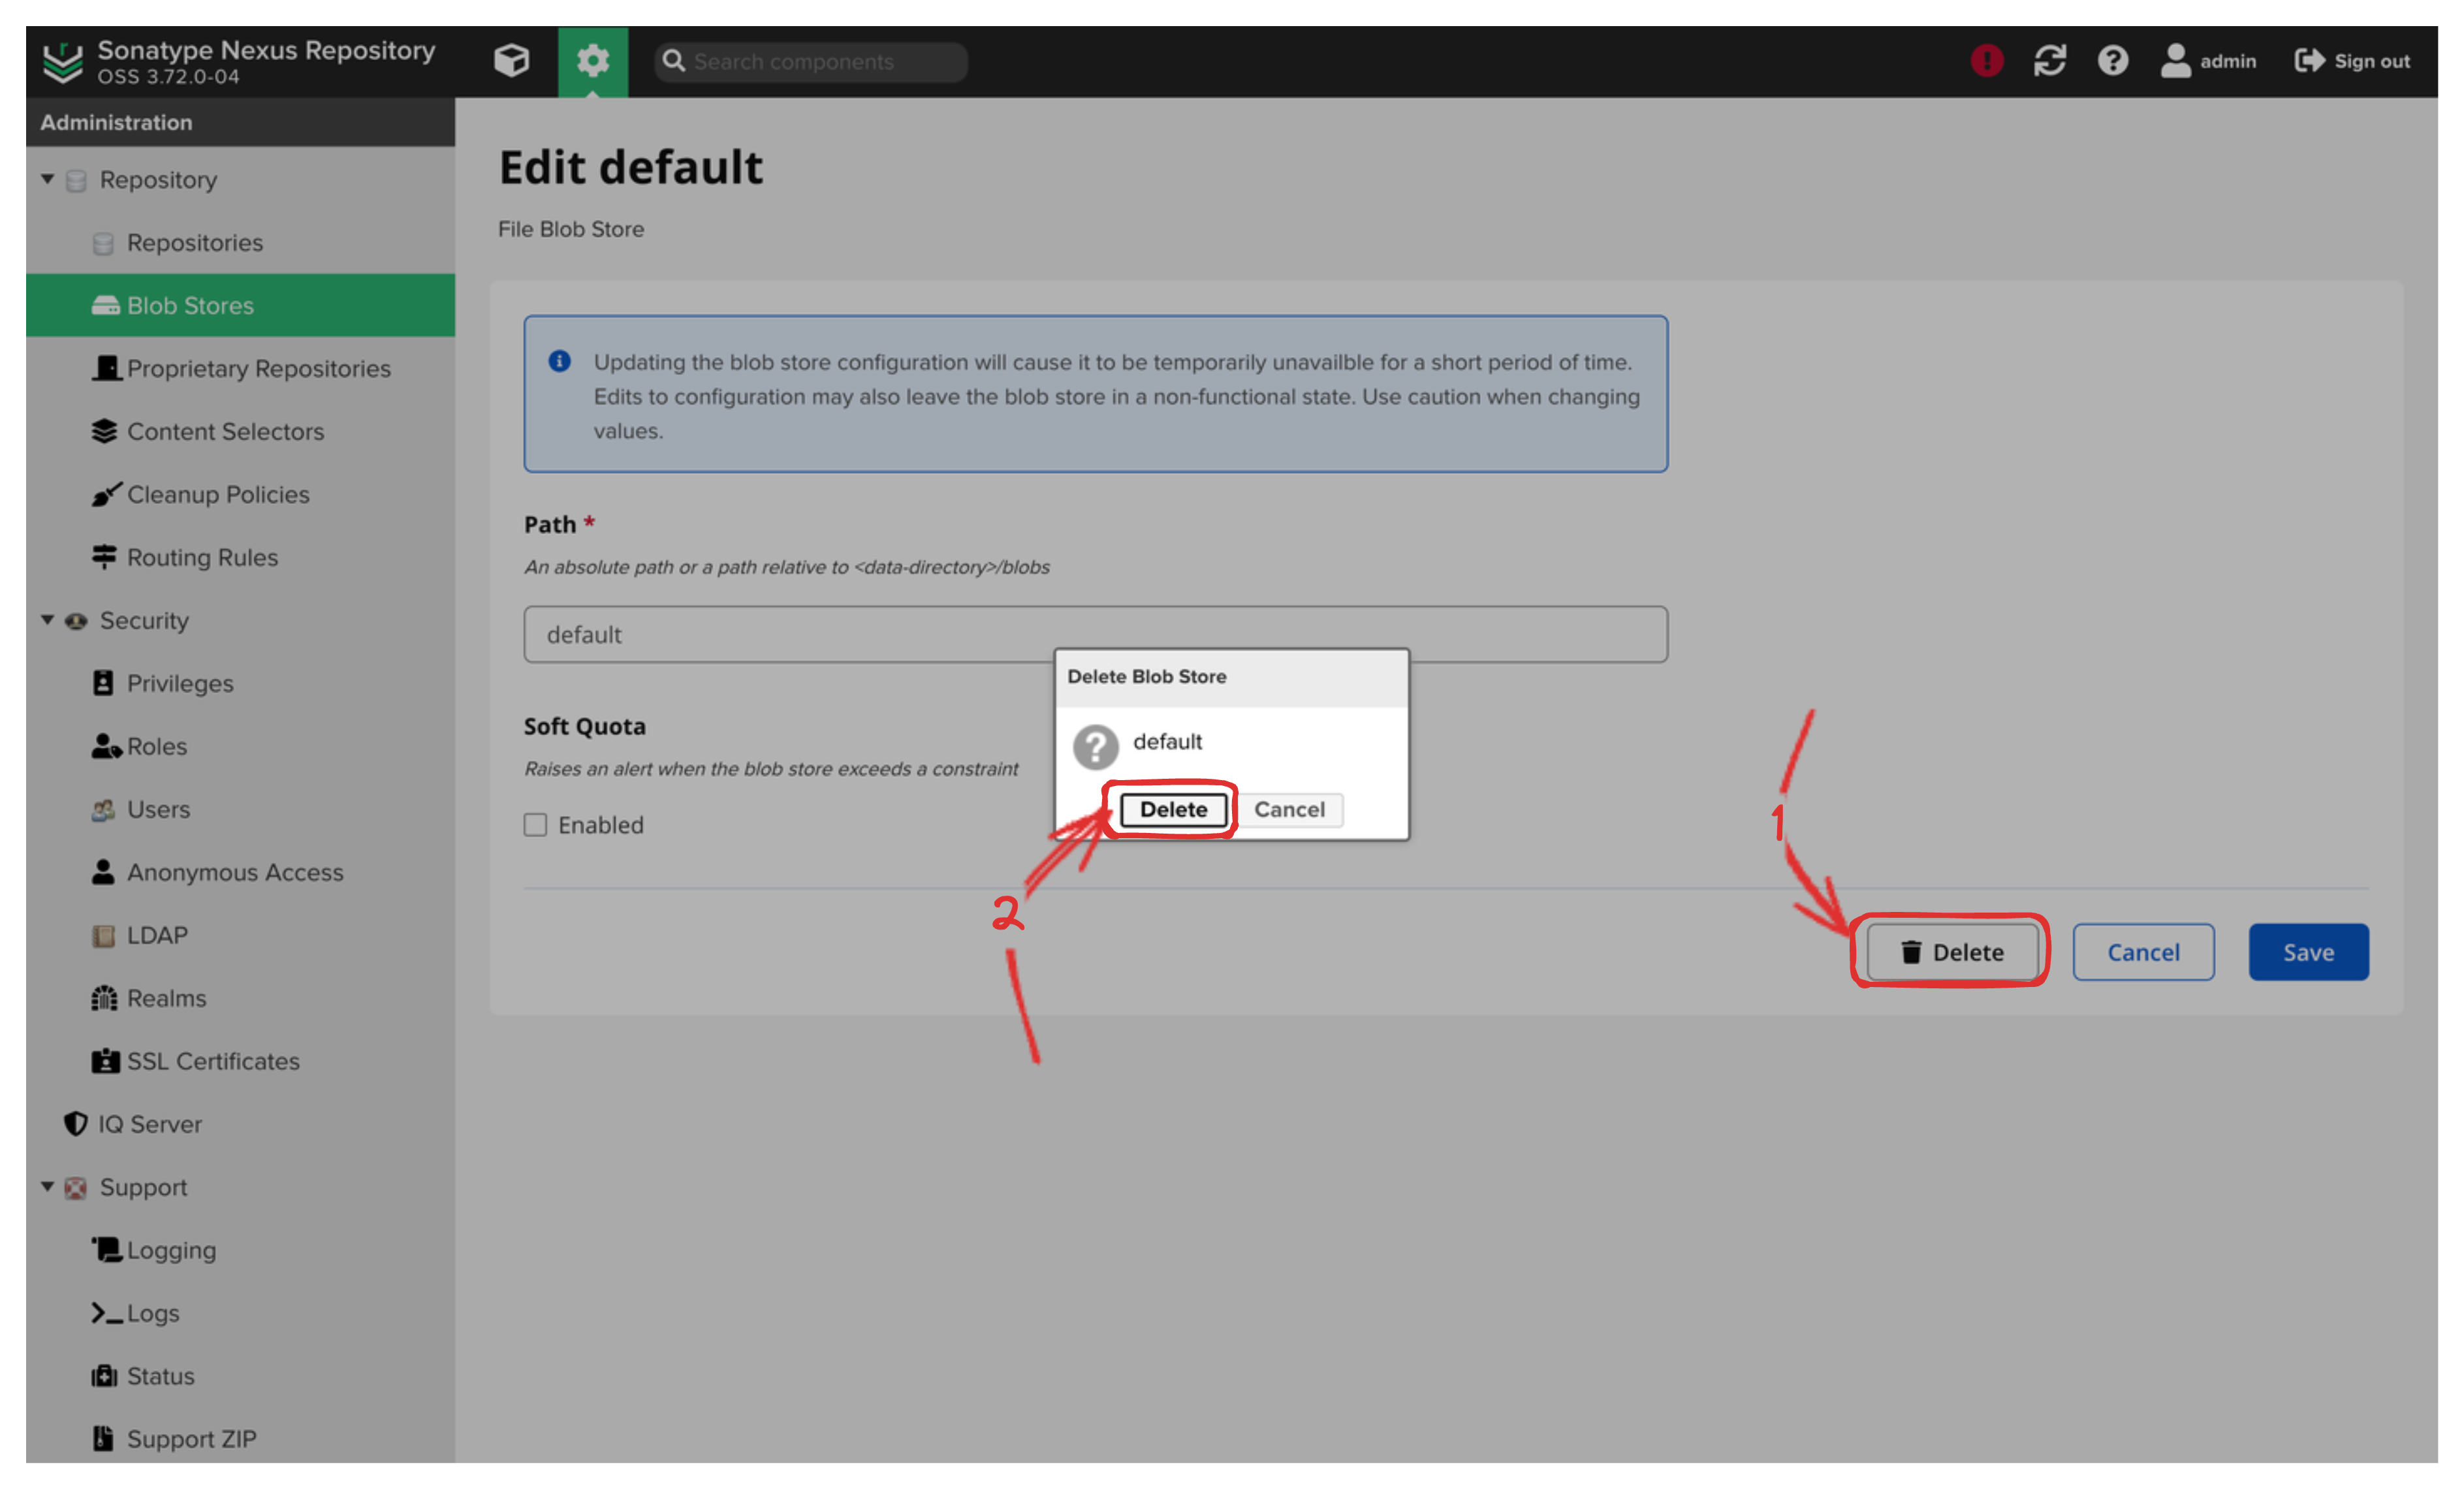 Sonatype Nexus Repository
OSS 3.72.0-04
Search components
admin
Sign out
Administration
Repository
Repositories
Blob Stores
Proprietary Repositories
Content Selectors
Cleanup Policies
Routing Rules
Security
Privileges
Roles
Users
Anonymous Access
LDAP
Realms
SSL Certificates
IQ Server
Support
Logging
Logs
Status
Support ZIP
Edit default
File Blob Store
Updating the blob store configuration will cause it to be temporarily unavailble for a short period of time.
Edits to configuration may also leave the blob store in a non-functional state. Use caution when changing
values.
Path *
An absolute path or a path relative to <data-directory>/blobs
default
Soft Quota
Raises an alert when the blob store exceeds a constraint
Enabled
Delete Blob Store
default
Delete Cancel
1
2
Delete Cancel Save